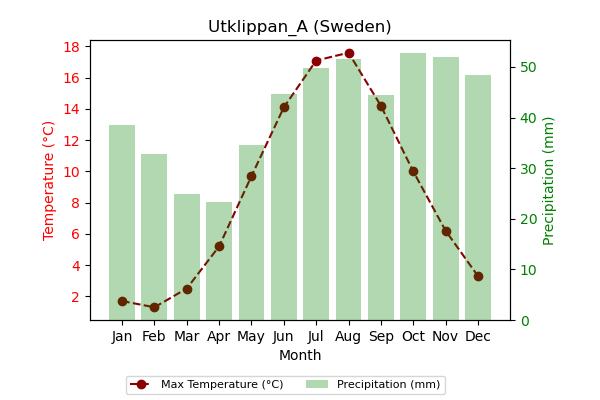 Utklippan_A (Sweden)
Temperature (°C)
18
16
14
12
10
8
6
4
2
50
40
30
20
10
0
Precipitation (mm)
Jan Feb Mar Apr May Jun Jul Aug Sep Oct Nov Dec
Month
Max Temperature (°C) Precipitation (mm)